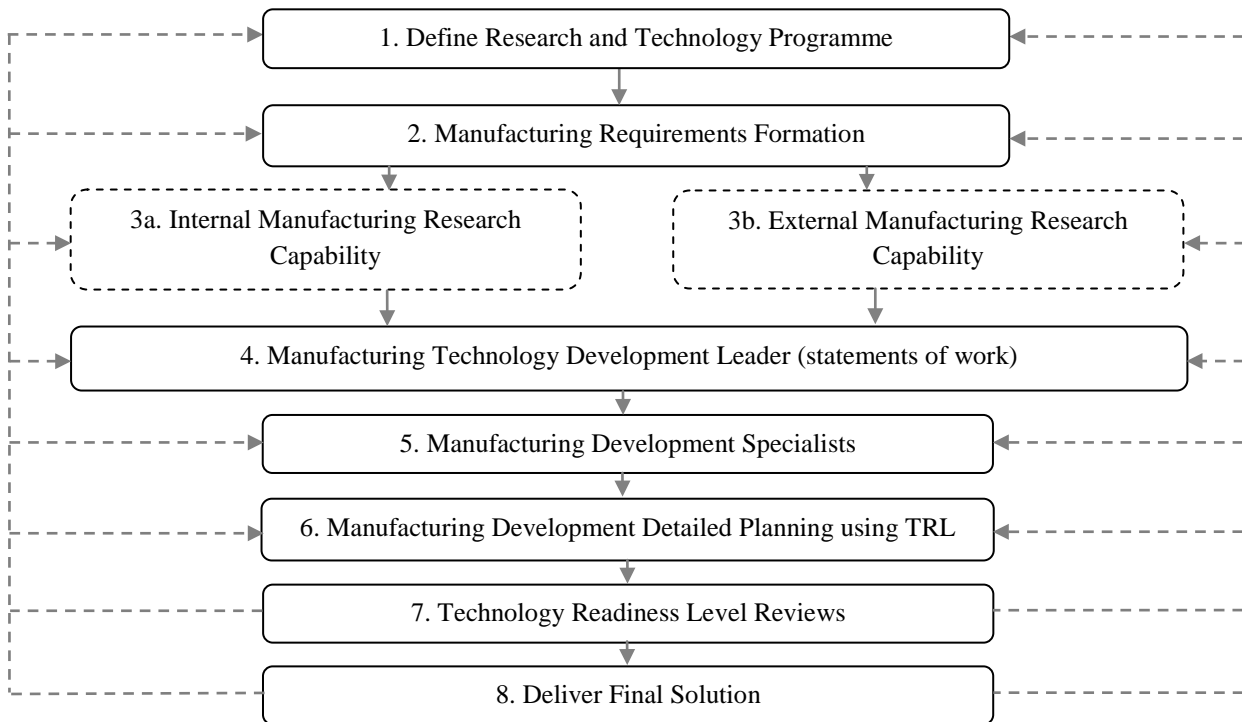 1. Define Research and Technology Programme
2. Manufacturing Requirements Formation
3a. Internal Manufacturing Research
Capability
3b. External Manufacturing Research
Capability
4. Manufacturing Technology Development Leader (statements of work)
5. Manufacturing Development Specialists
6. Manufacturing Development Detailed Planning using TRL
7. Technology Readiness Level Reviews
8. Deliver Final Solution